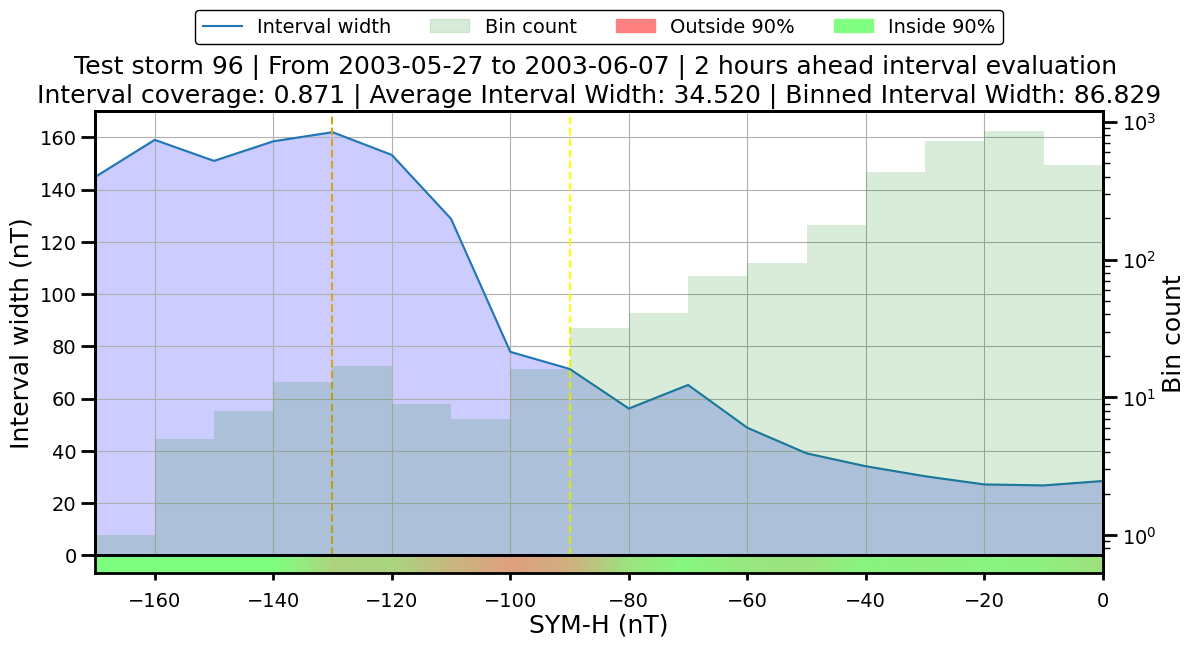 Interval width Bin count Outside 90% Inside 90%
Test storm 96 | From 2003-05-27 to 2003-06-07 | 2 hours ahead interval evaluation
Interval coverage: 0.871 | Average Interval Width: 34.520 | Binned Interval Width: 86.829
Interval width (nT)
160
140
120
100
80
60
40
20
0
10³
10²
10¹
10⁰
Bin count
−160 −140 −120 −100 −80 −60 −40 −20 0
SYM-H (nT)